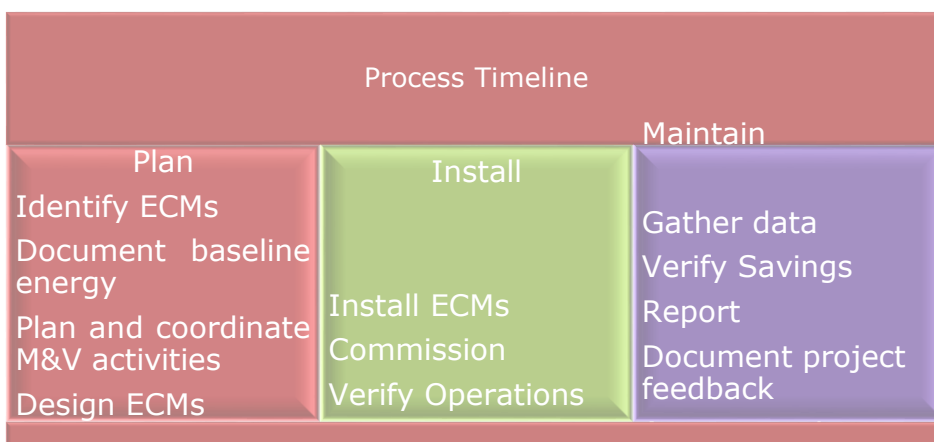 Process Timeline
Plan
Identify ECMs
Document baseline
energy
Plan and coordinate
M&V activities
Design ECMs
Install
Install ECMs
Commission
Verify Operations
Maintain
Gather data
Verify Savings
Report
Document project
feedback